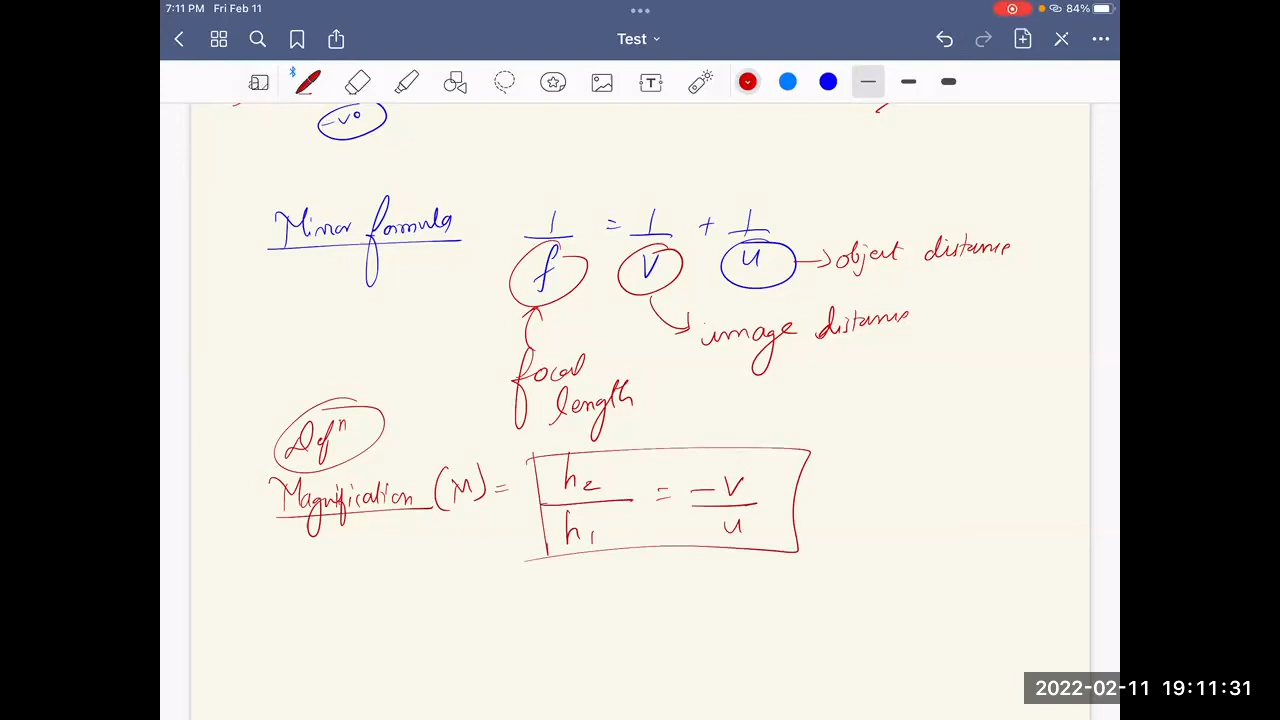 7:11 PM Fri Feb 11
84%
Test
T
-ve
Mirror formula 1/f = 1/v + 1/u
object distance
image distance
focal
length
Defⁿ
Magnification (M) = h₂/h₁ = -v/u
2022-02-11 19:11:31